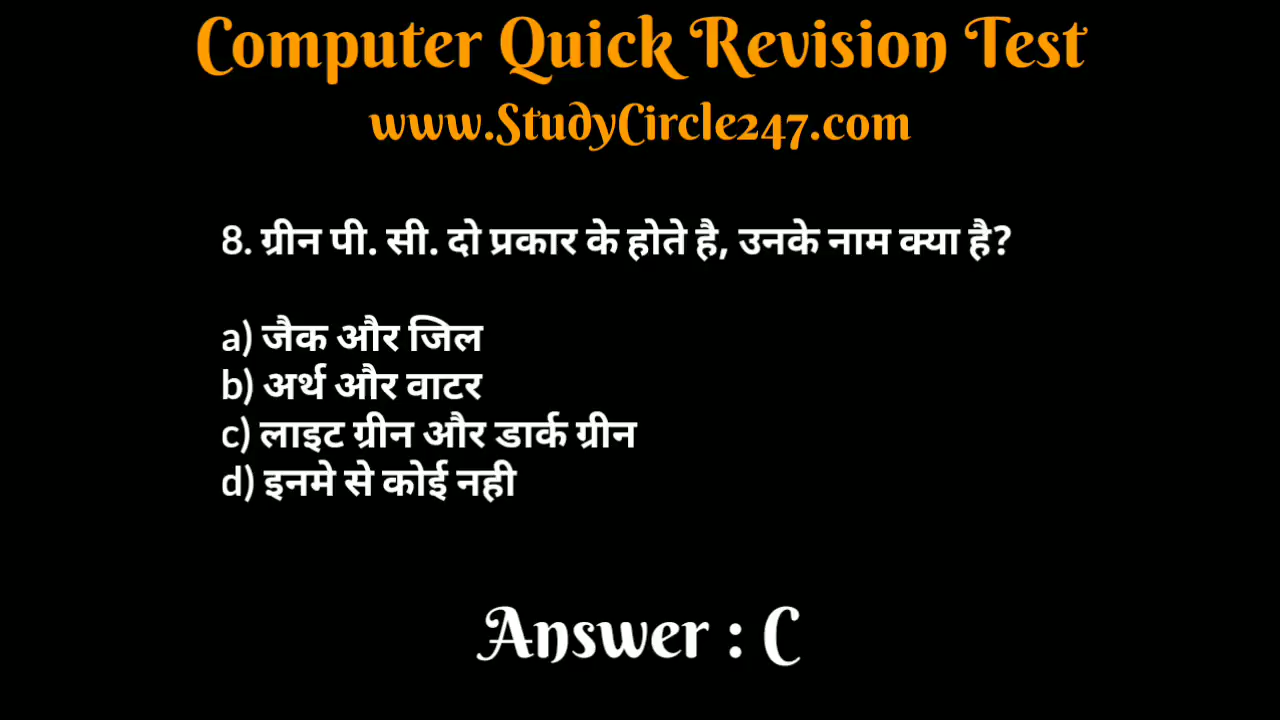 Computer Quick Revision Test
www.StudyCircle247.com
8. ग्रीन पी. सी. दो प्रकार के होते है, उनके नाम क्या है?
a) जैक और जिल
b) अर्थ और वाटर
c) लाइट ग्रीन और डार्क ग्रीन
d) इनमे से कोई नही
Answer : C